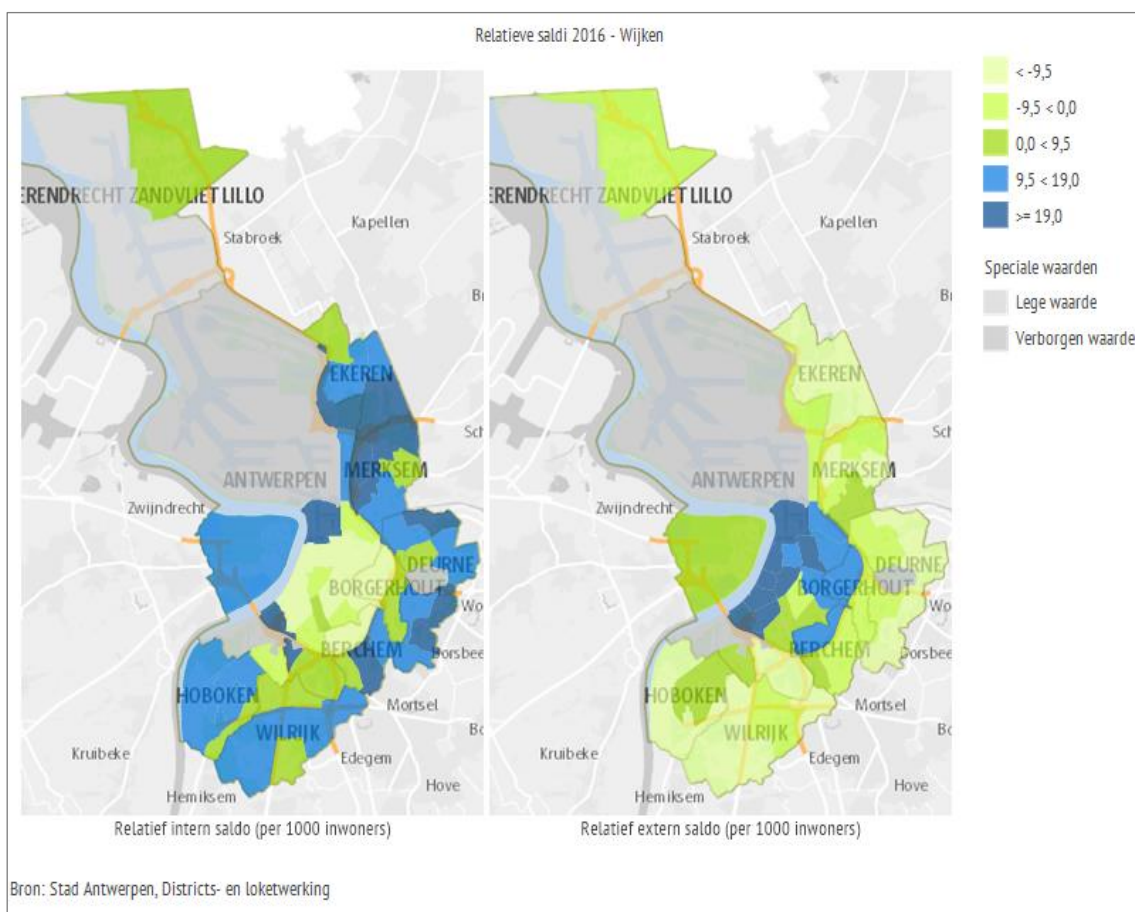 Relatieve saldi 2016 - Wijken
< -9,5
-9,5 < 0,0
0,0 < 9,5
9,5 < 19,0
>= 19,0
Speciale waarden
Lege waarde
Verborgen waarde
ERENDRECHT ZANDVLIET LILLO
Kapellen
Stabroek
EKEREN
MERKSEM
ANTWERPEN
Zwijndrecht
DEURNE
BORGERHOUT
BERCHEM
HOBOKEN
Mortsel
WILRIJK
Kruibeke
Edegem
Hove
Hemiksem
Relatief intern saldo (per 1000 inwoners)
ERENDRECHT ZANDVLIET LILLO
Kapellen
Stabroek
EKEREN
MERKSEM
ANTWERPEN
Zwijndrecht
DEURNE
BORGERHOUT
BERCHEM
HOBOKEN
Mortsel
WILRIJK
Kruibeke
Edegem
Hove
Hemiksem
Relatief extern saldo (per 1000 inwoners)
Bron: Stad Antwerpen, Districts- en loketwerking